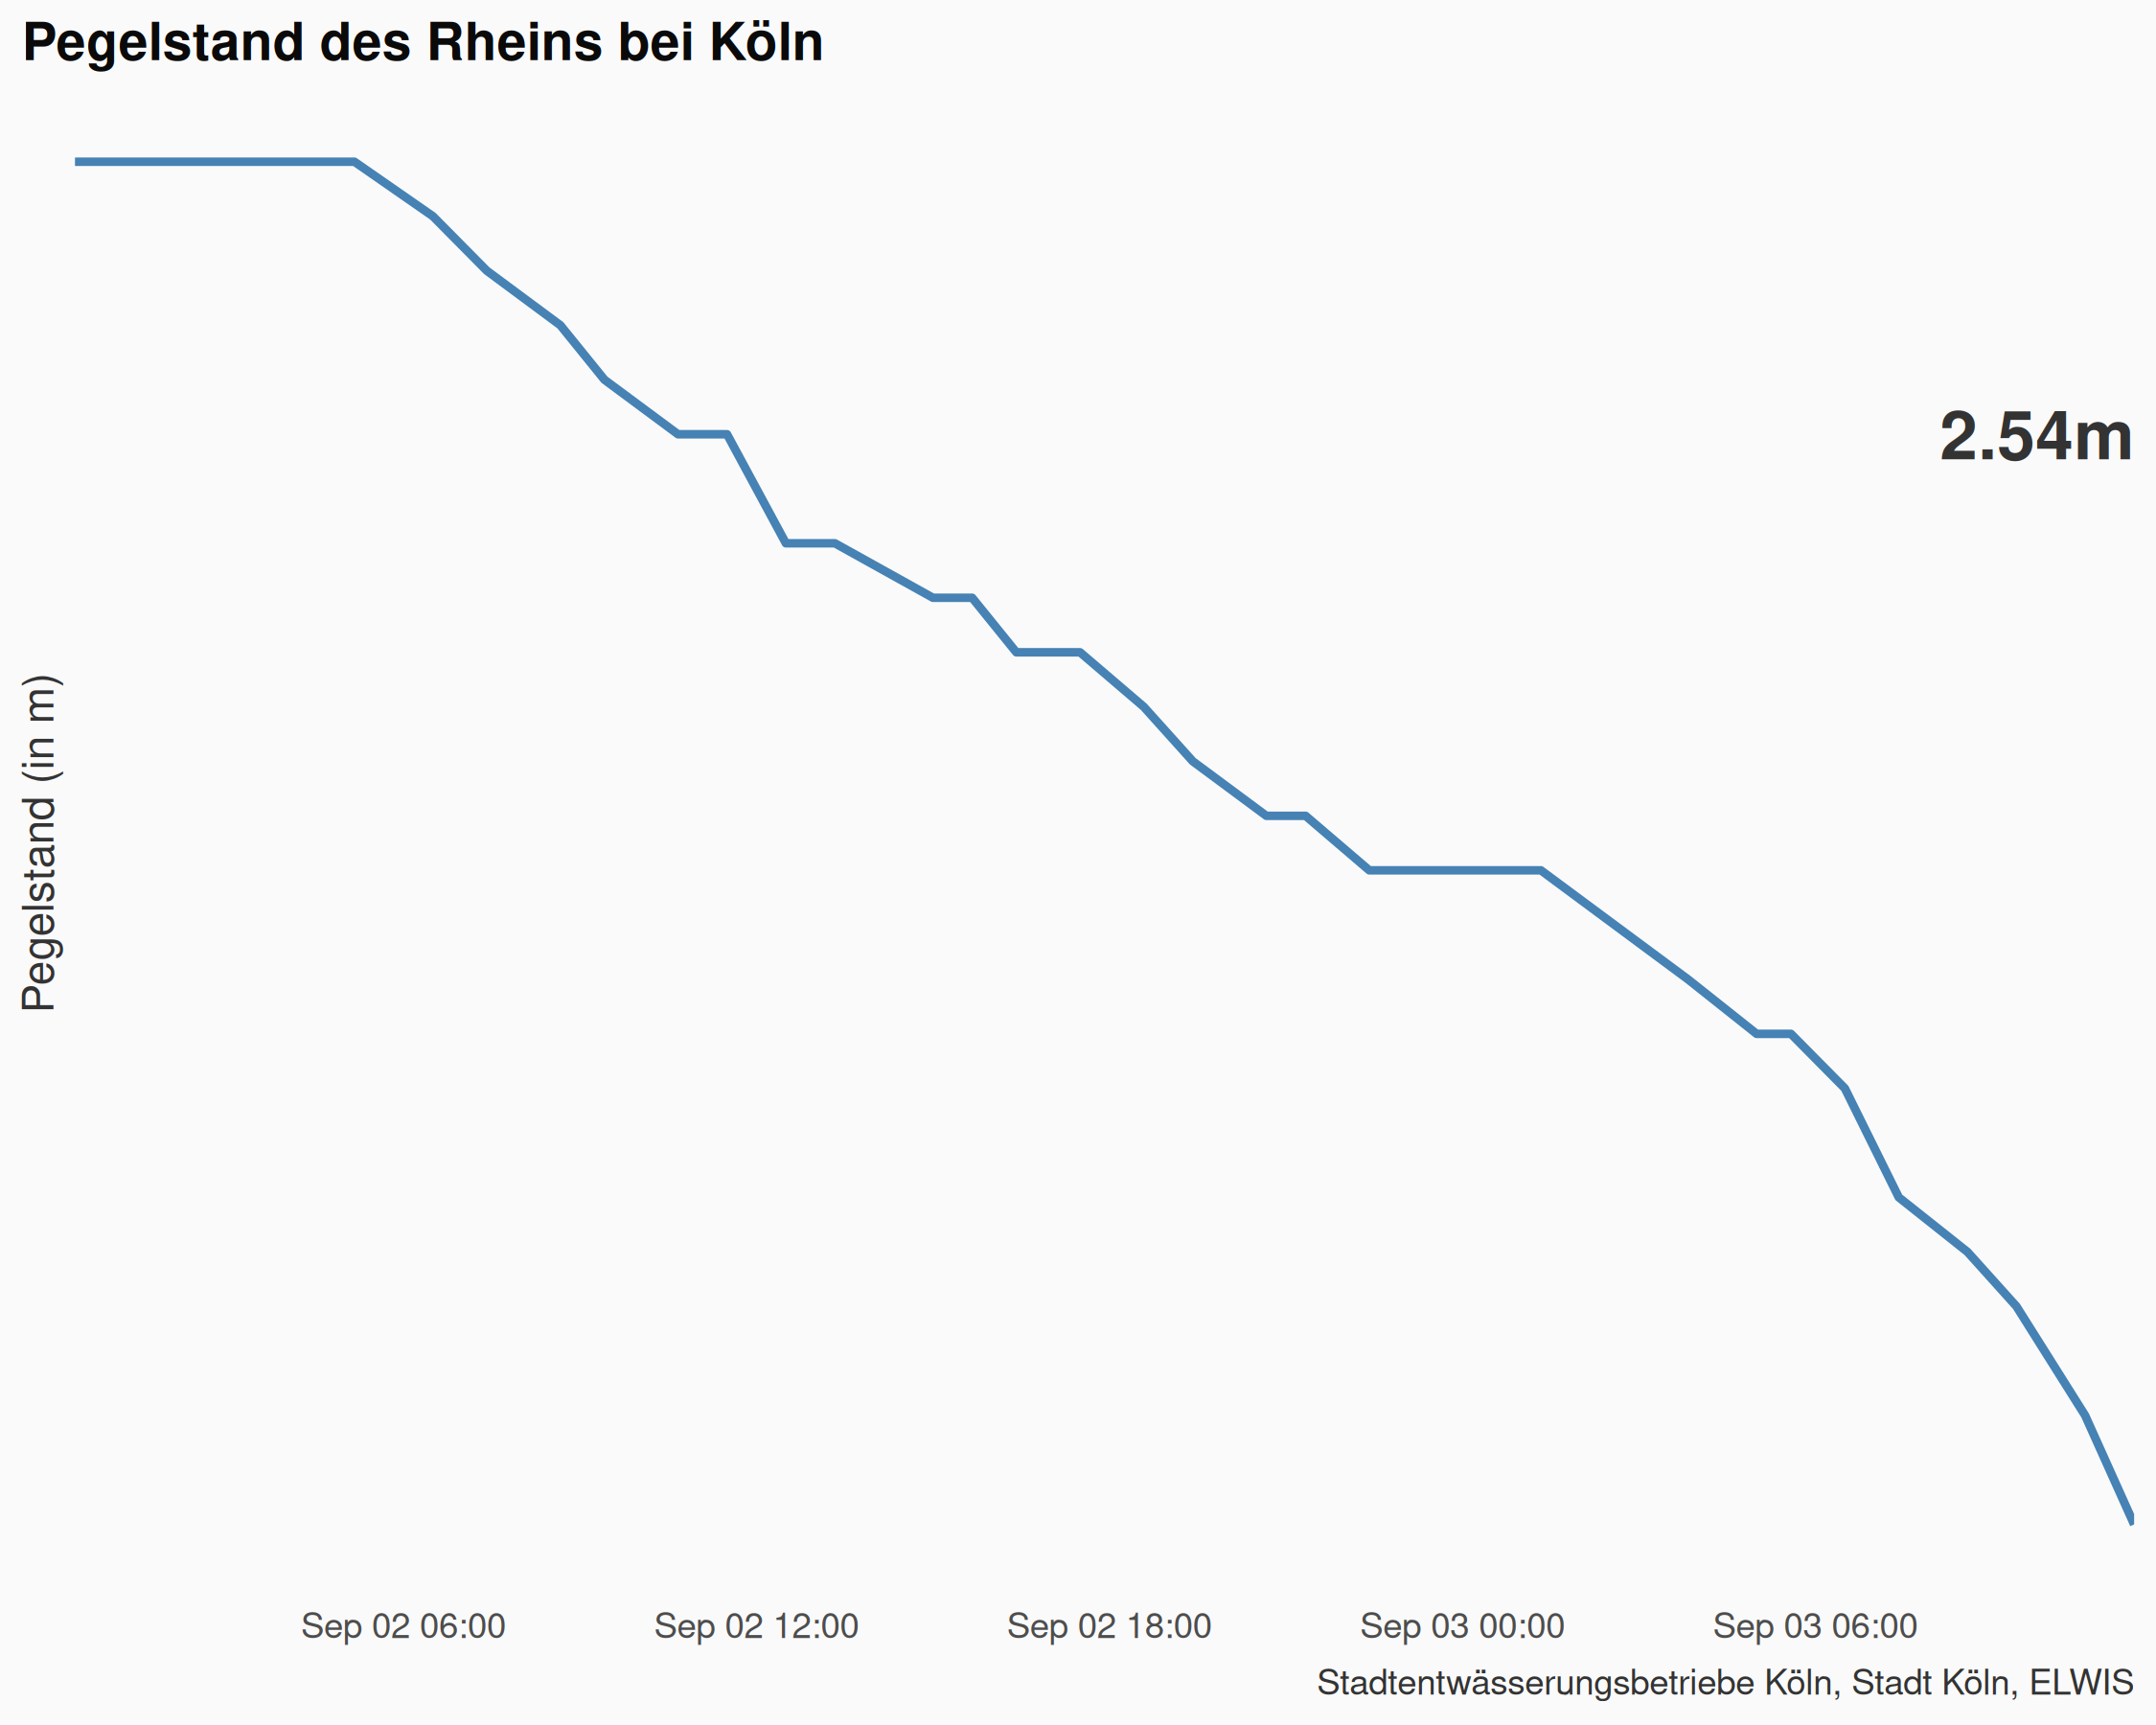 Pegelstand des Rheins bei Köln
2.54m
Pegelstand (in m)
Sep 02 06:00
Sep 02 12:00
Sep 02 18:00
Sep 03 00:00
Sep 03 06:00
Stadtentwässerungsbetriebe Köln, Stadt Köln, ELWIS